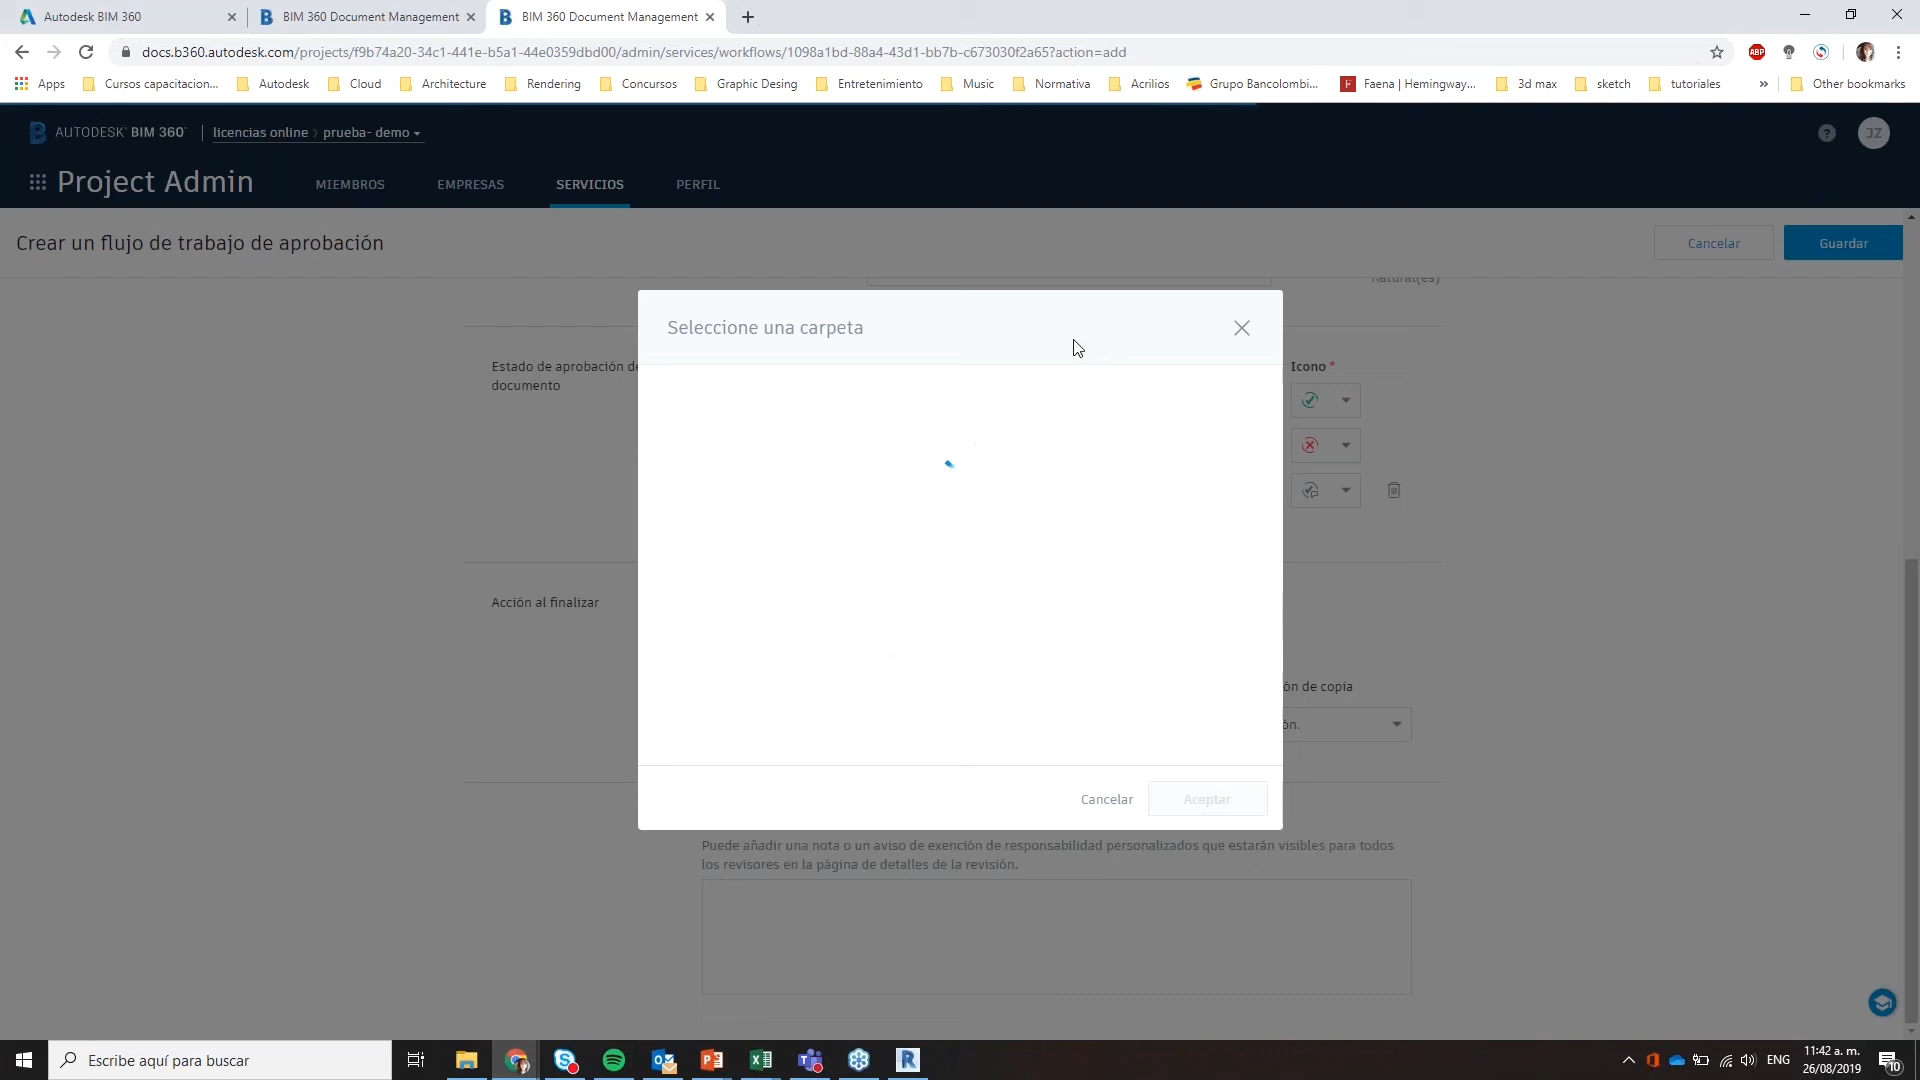 Autodesk BIM 360
BIM 360 Document Management
BIM 360 Document Management
docs.b360.autodesk.com/projects/f9b74a20-34c1-441e-b5a1-44e0359dbd00/admin/services/workflows/1098a1bd-88a4-43d1-bb7b-c673030f2a65?action=add
ABP
Apps
Cursos capacitacion...
Autodesk
Cloud
Architecture
Rendering
Concursos
Graphic Desing
Entretenimiento
Music
Normativa
Acrilios
Grupo Bancolombi...
Faena | Hemingway...
3d max
sketch
tutoriales
»
Other bookmarks
AUTODESK® BIM 360™
licencias online > prueba- demo
?
JZ
Project Admin
MIEMBROS
EMPRESAS
SERVICIOS
PERFIL
Crear un flujo de trabajo de aprobación
Cancelar
Guardar
natural(es)
Seleccione una carpeta
Estado de aprobación de
documento
Icono *
Acción al finalizar
ón de copia
ón.
Cancelar
Aceptar
Puede añadir una nota o un aviso de exención de responsabilidad personalizados que estarán visibles para todos
los revisores en la página de detalles de la revisión.
Escribe aquí para buscar
ENG
11:42 a. m.
26/08/2019
10